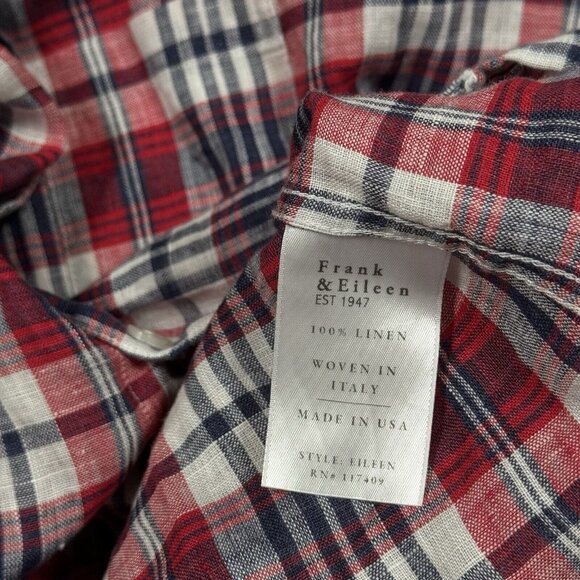 Frank
& Eileen
EST 1947
100% LINEN
WOVEN IN
ITALY
MADE IN USA
STYLE: EILEEN
RN# 117409